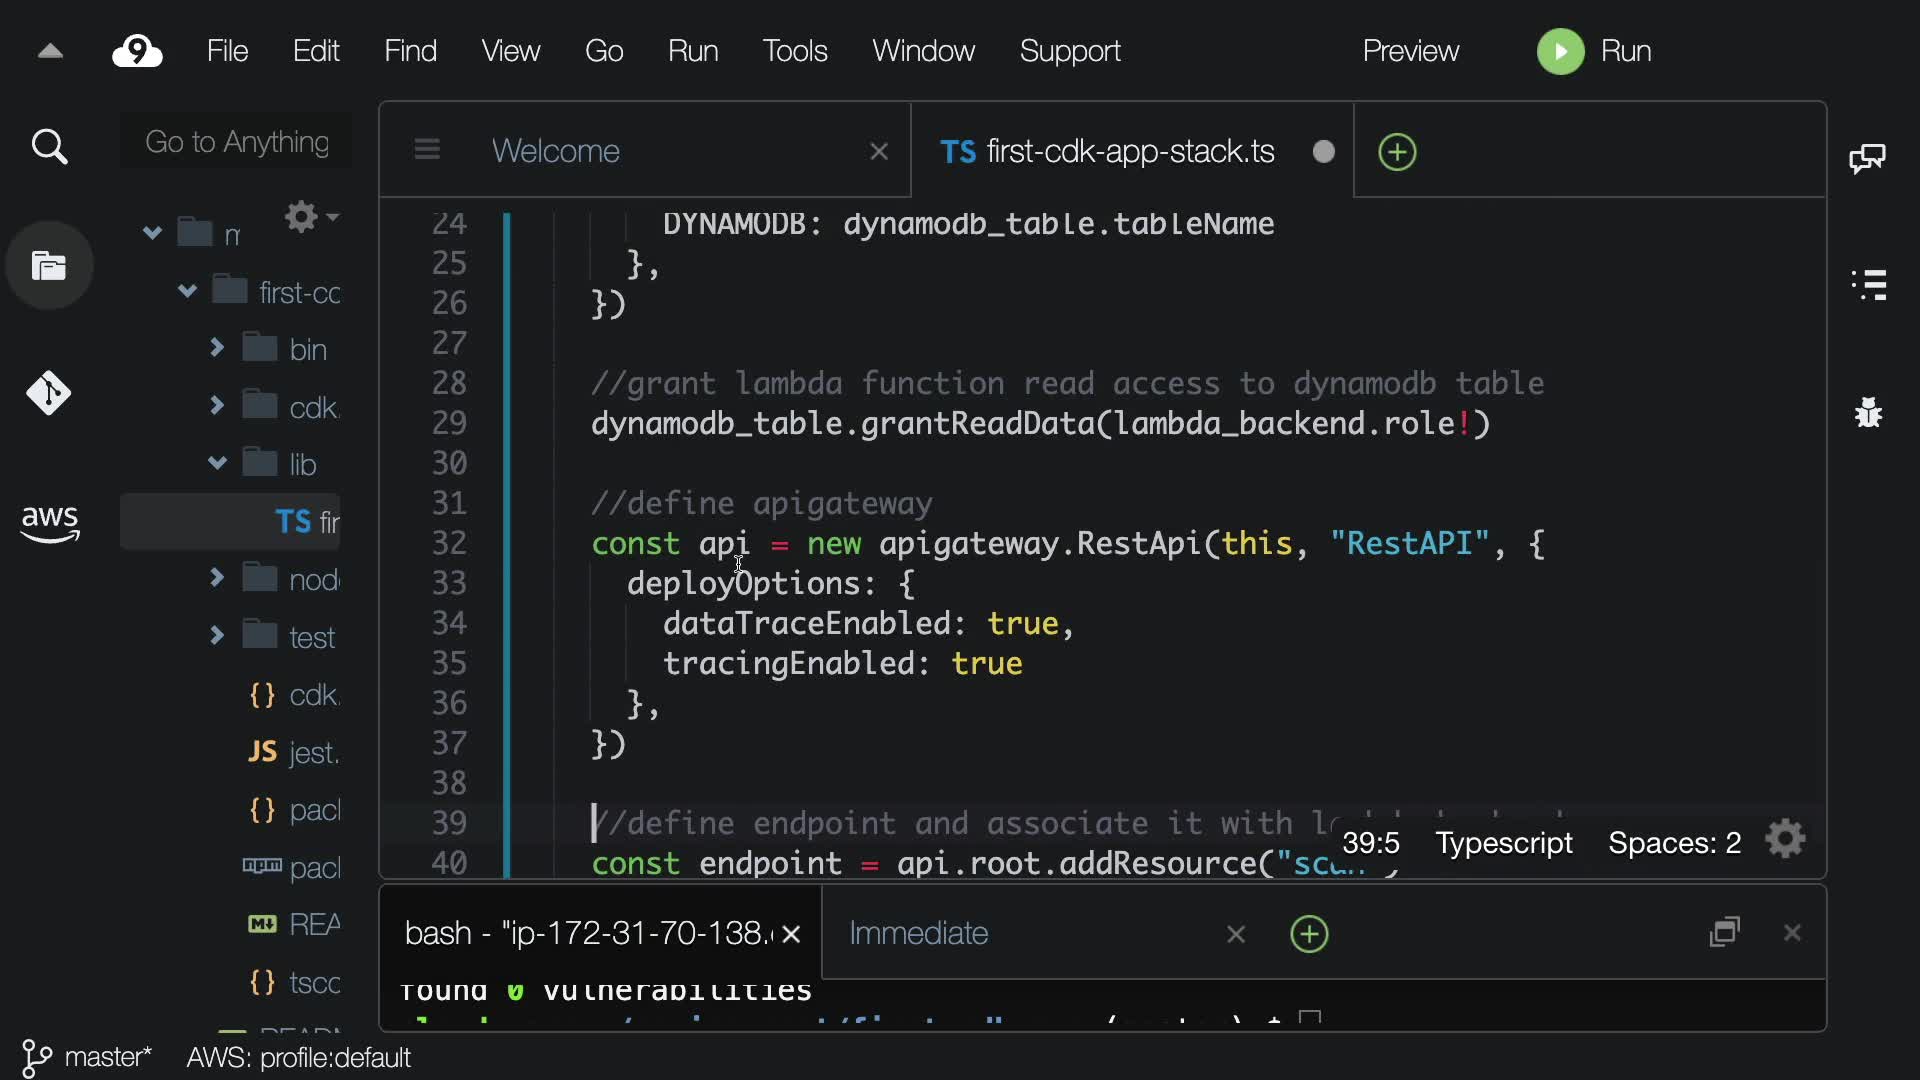 File Edit Find View Go Run Tools Window Support Preview Run
Go to Anything
Welcome
TS first-cdk-app-stack.ts
first-cc
bin
cdk.
lib
TS fir
node
test
{} cdk.
JS jest.
{} pacl
pacl
M↓ REA
{} tscc
aws
24 DYNAMODB: dynamodb_table.tableName
25 },
26 })
27
28 //grant lambda function read access to dynamodb table
29 dynamodb_table.grantReadData(lambda_backend.role!)
30
31 //define apigateway
32 const api = new apigateway.RestApi(this, "RestAPI", {
33 deployOptions: {
34 dataTraceEnabled: true,
35 tracingEnabled: true
36 },
37 })
38
39 //define endpoint and associate it with
40 const endpoint = api.root.addResource("scan")
39:5 Typescript Spaces: 2
bash - "ip-172-31-70-138.
Immediate
found 0 vulnerabilities
master* AWS: profile:default